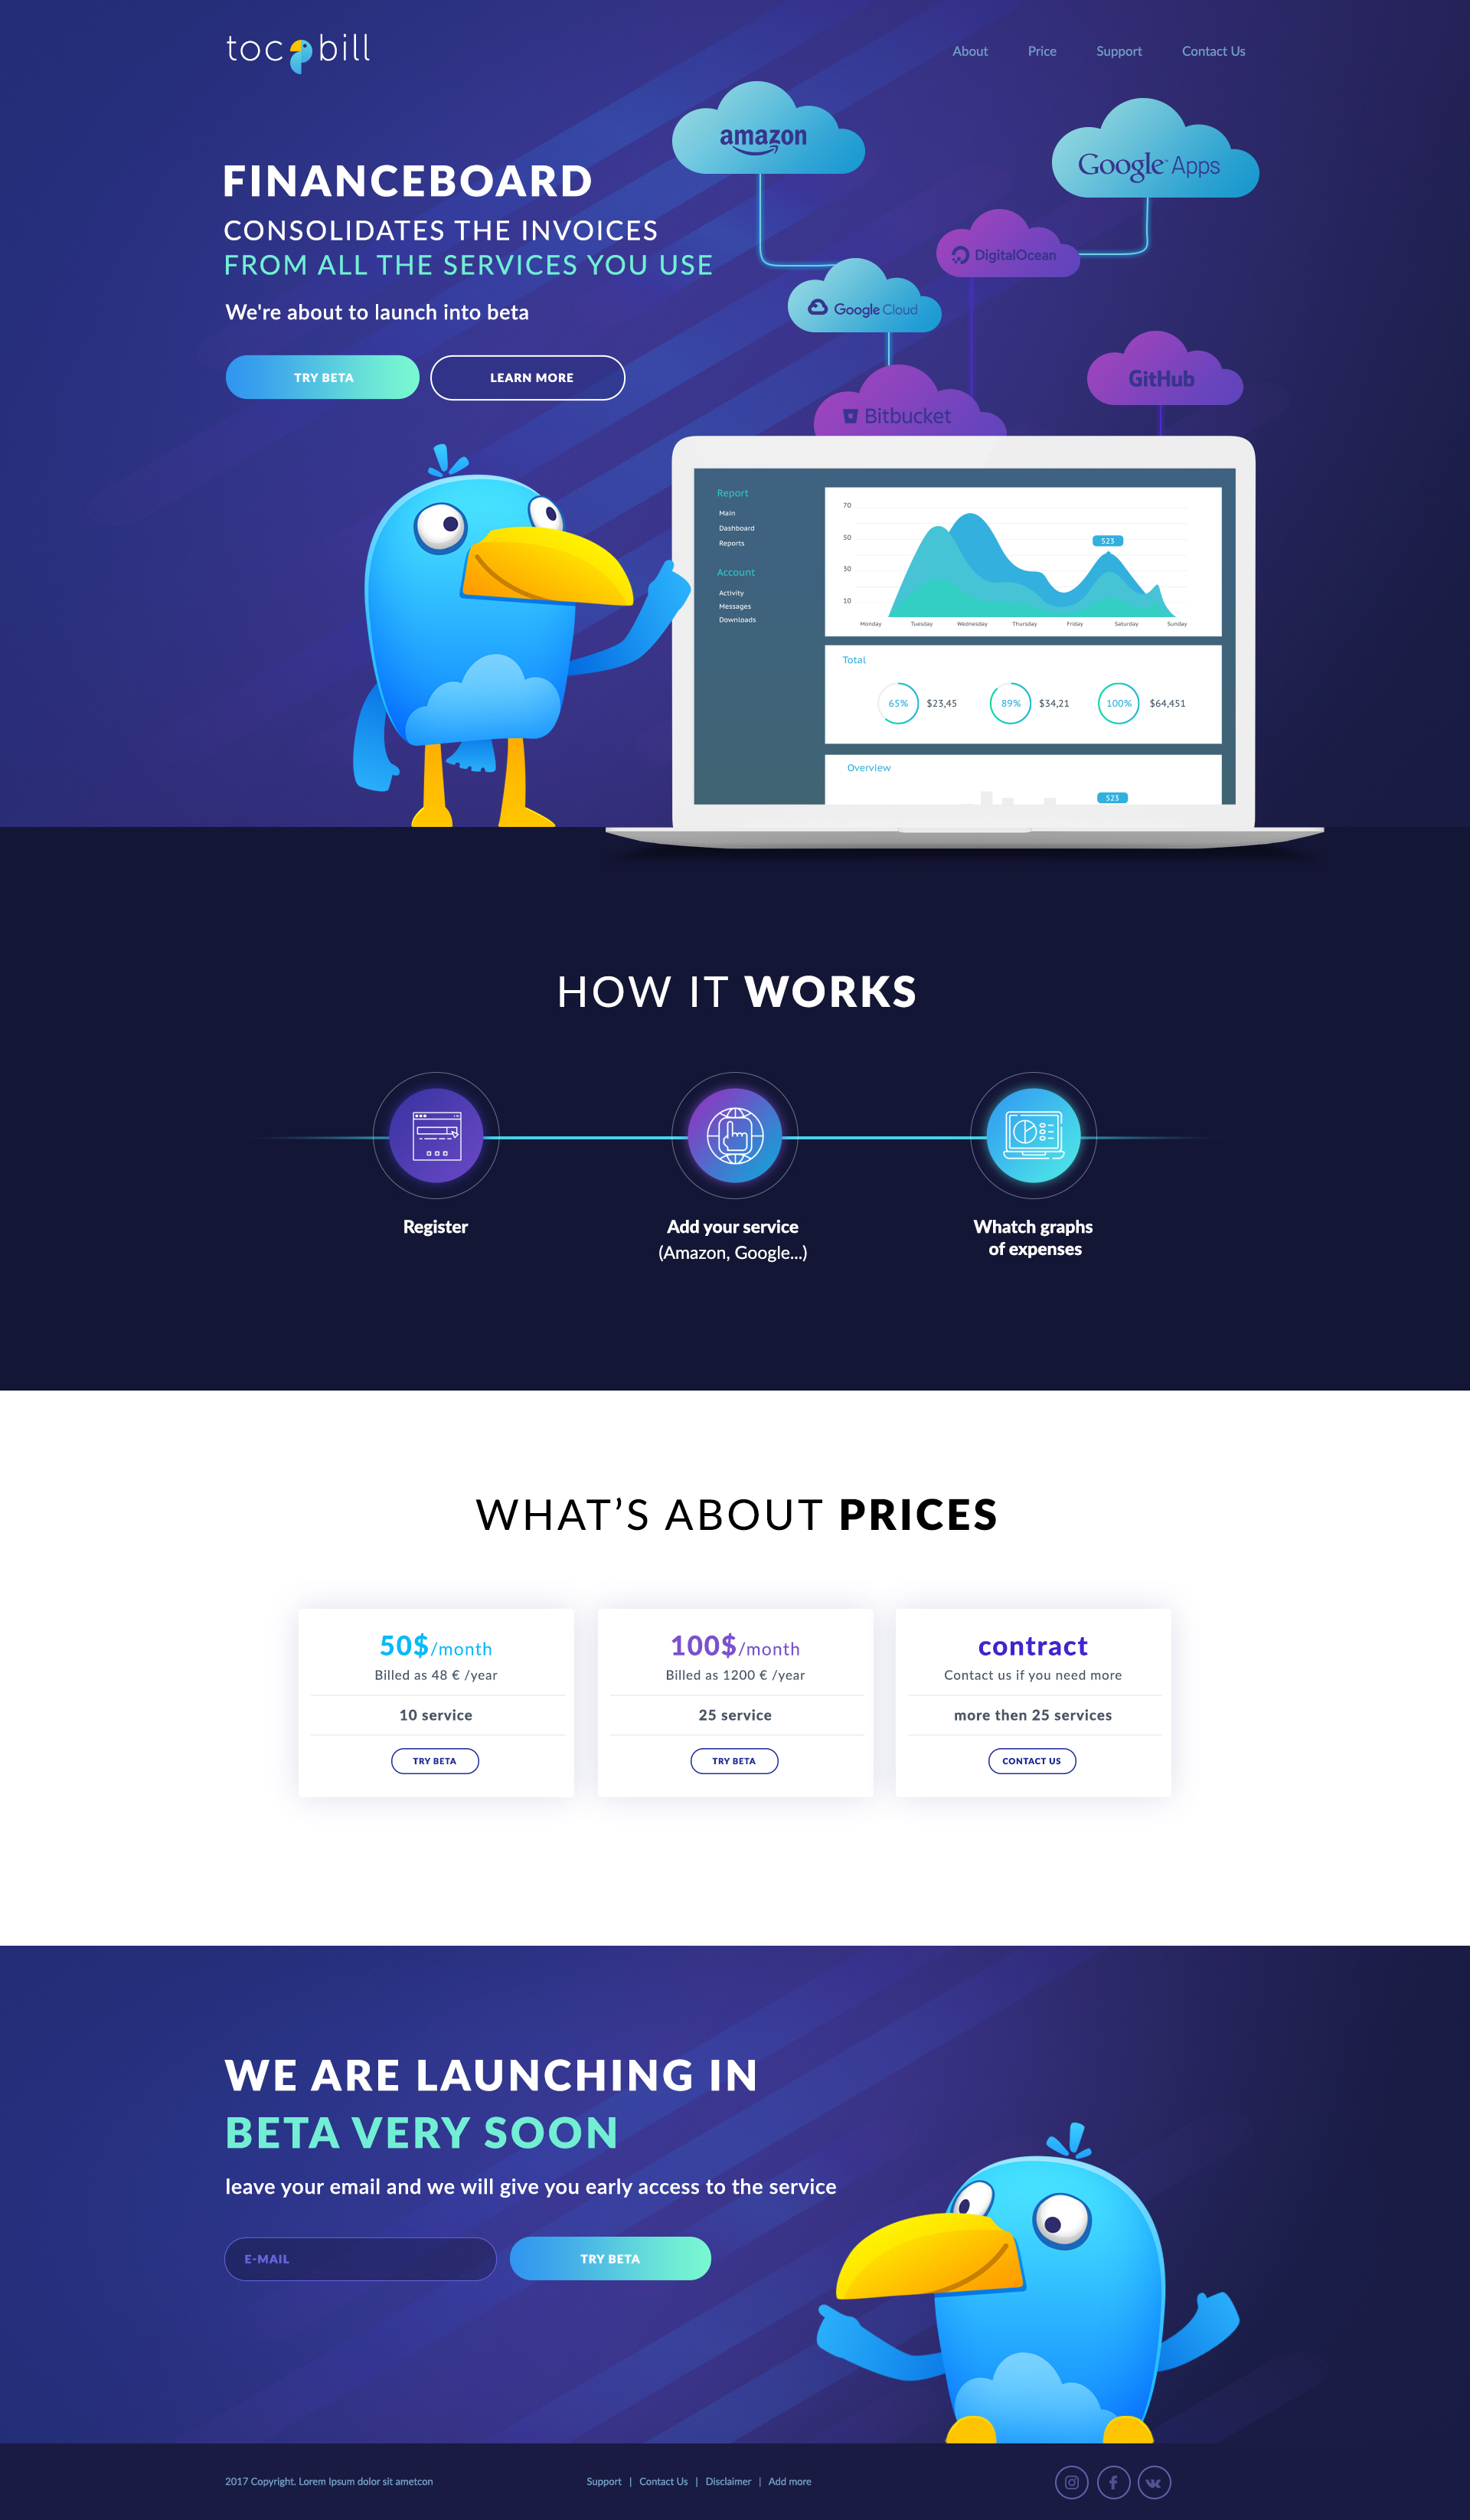 toc bill
About Price Support Contact Us
FINANCEBOARD
CONSOLIDATES THE INVOICES
FROM ALL THE SERVICES YOU USE
We're about to launch into beta
TRY BETA LEARN MORE
amazon
Google™ Apps
DigitalOcean
Google Cloud
GitHub
Bitbucket
Report
Main
Dashboard
Reports
Account
Activity
Messages
Downloads
70
50
30
10
523
Monday Tuesday Wednesday Thursday Friday Saturday Sunday
Total
65% $23,45 89% $34,21 100% $64,451
Overview
523
HOW IT WORKS
Register
Add your service
(Amazon, Google...)
Whatch graphs
of expenses
WHAT'S ABOUT PRICES
50$/month
Billed as 48 € /year
10 service
TRY BETA
100$/month
Billed as 1200 € /year
25 service
TRY BETA
contract
Contact us if you need more
more then 25 services
CONTACT US
WE ARE LAUNCHING IN
BETA VERY SOON
leave your email and we will give you early access to the service
E-MAIL TRY BETA
2017 Copyright. Lorem Ipsum dolor sit ametcon
Support | Contact Us | Disclaimer | Add more